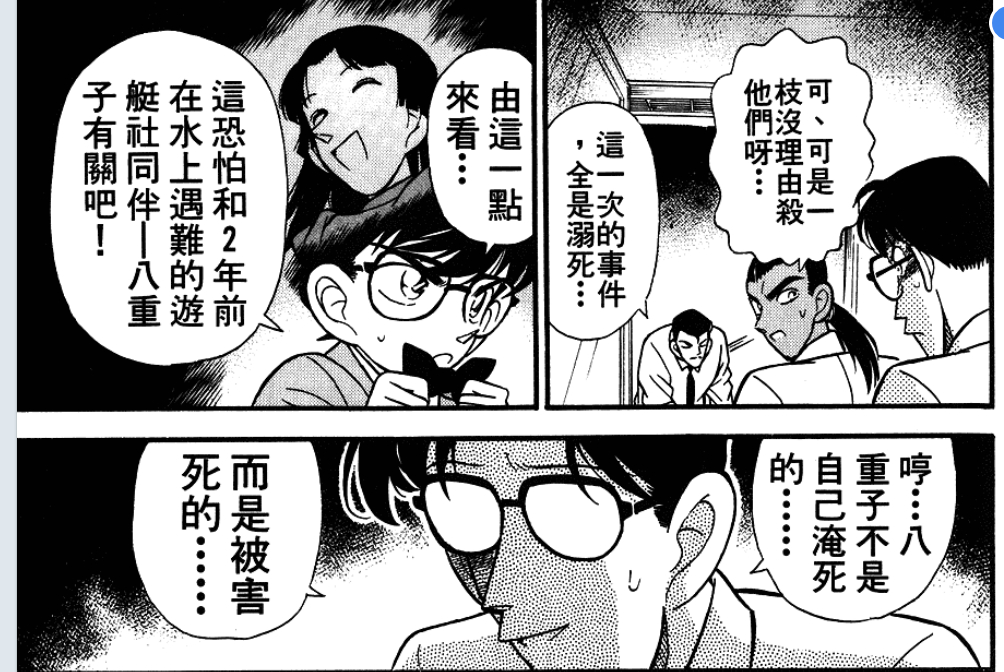 可、可是一
枝沒理由殺
他們呀…
這一次的事件
，全是溺死…
由這一點
來看…
這恐怕和2年前
在水上遇難的遊
艇社同伴—八重
子有關吧！
哼…八
重子不是
自己淹死
的……
而是被害
死的……